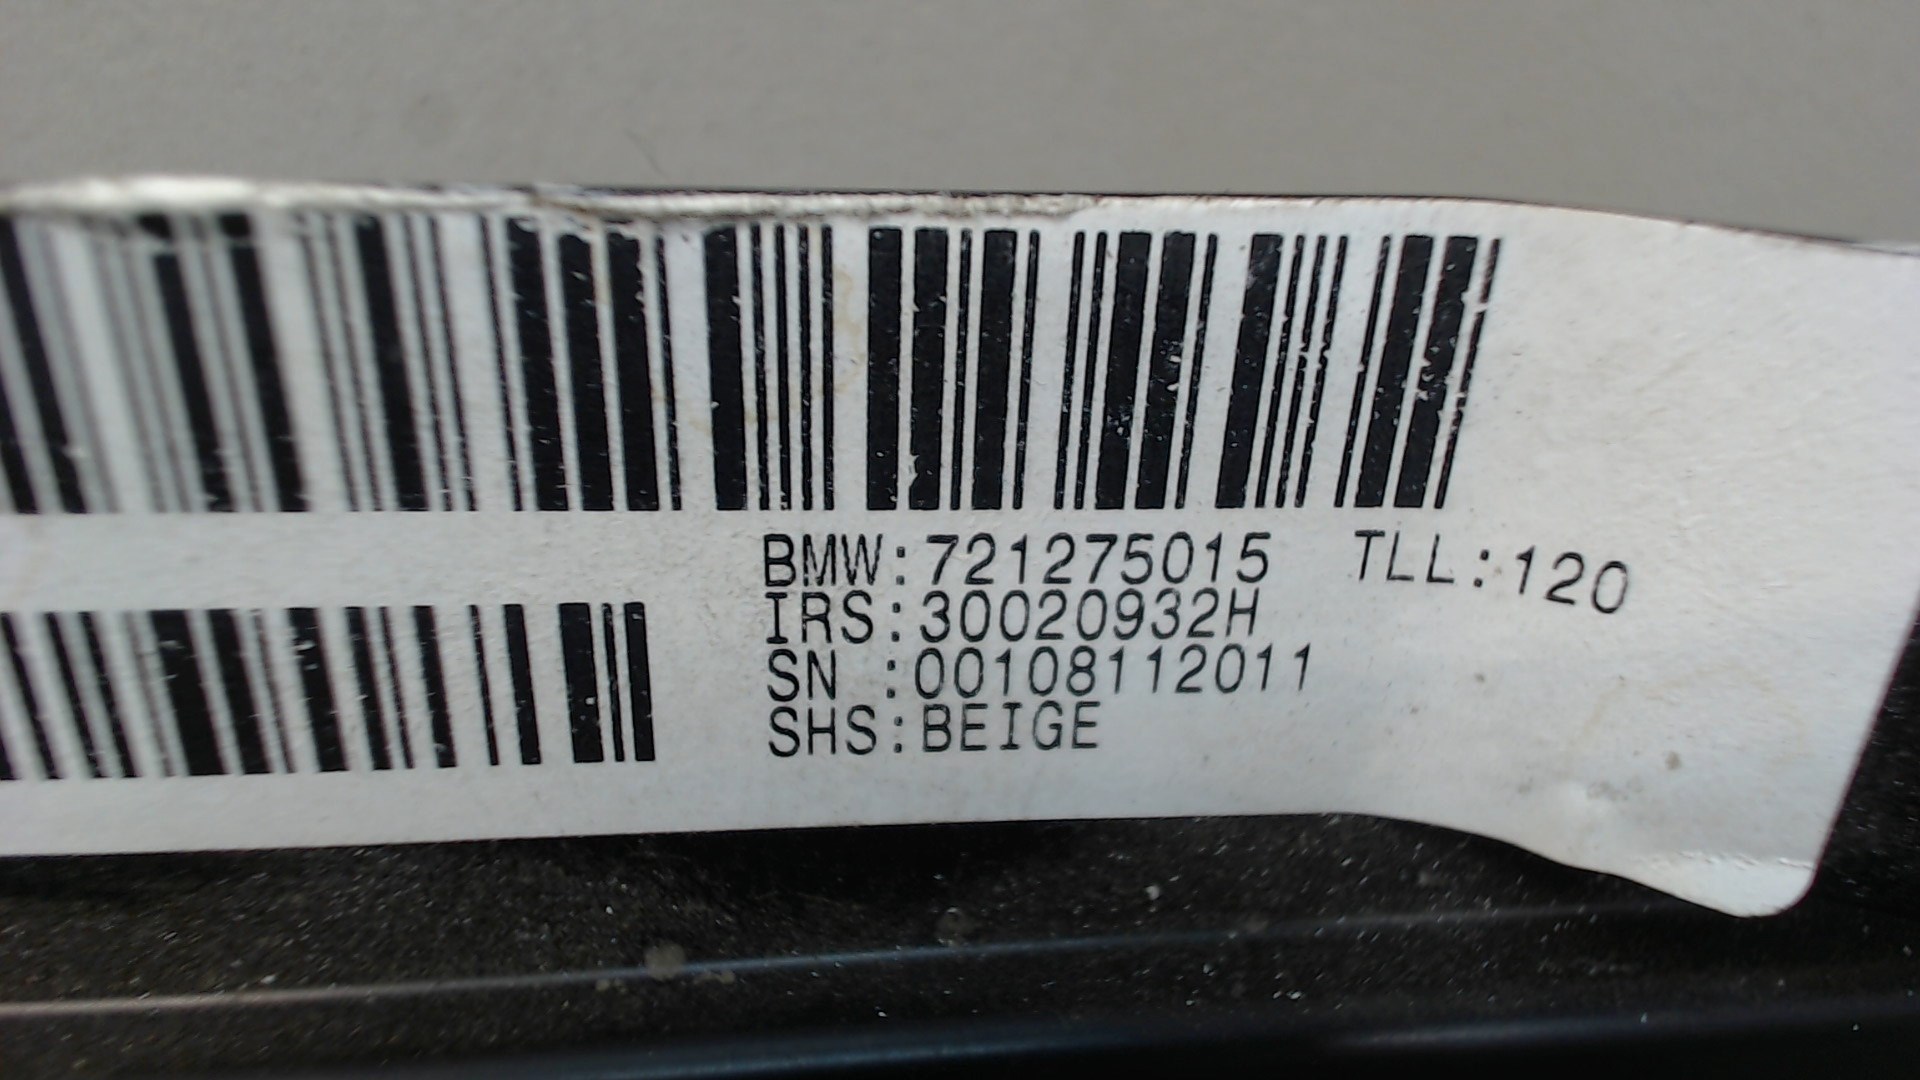 BMW:721275015 TLL:120
IRS:30020932H
SN :00108112011
SHS:BEIGE